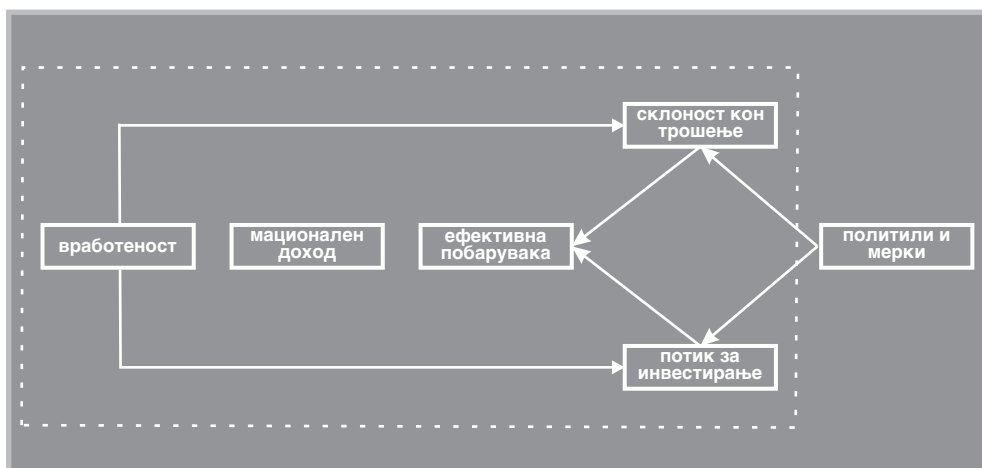 склоност кон
трошење
вработеност
мационален
доход
ефективна
побарувака
политили и
мерки
потик за
инвестирање